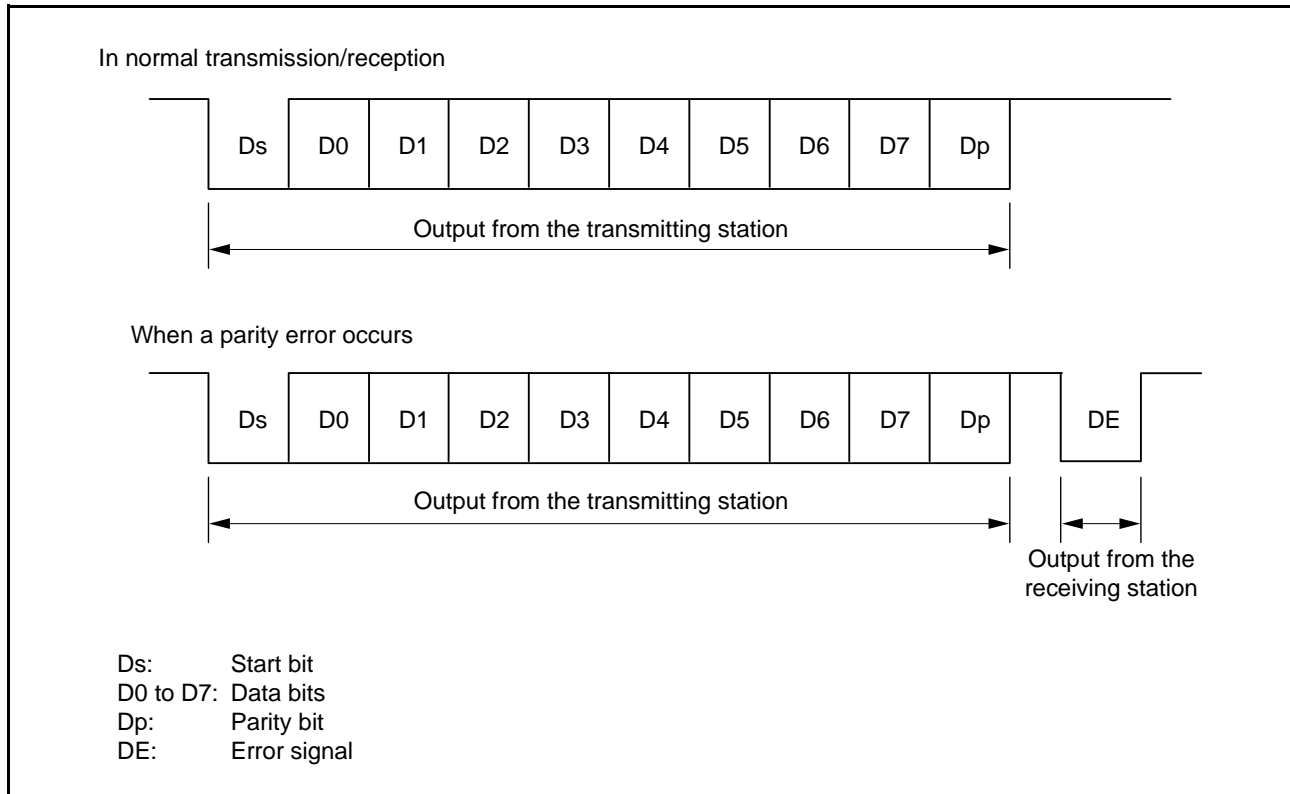 In normal transmission/reception
Ds D0 D1 D2 D3 D4 D5 D6 D7 Dp
Output from the transmitting station
When a parity error occurs
Ds D0 D1 D2 D3 D4 D5 D6 D7 Dp DE
Output from the transmitting station
Output from the
receiving station
Ds: Start bit
D0 to D7: Data bits
Dp: Parity bit
DE: Error signal